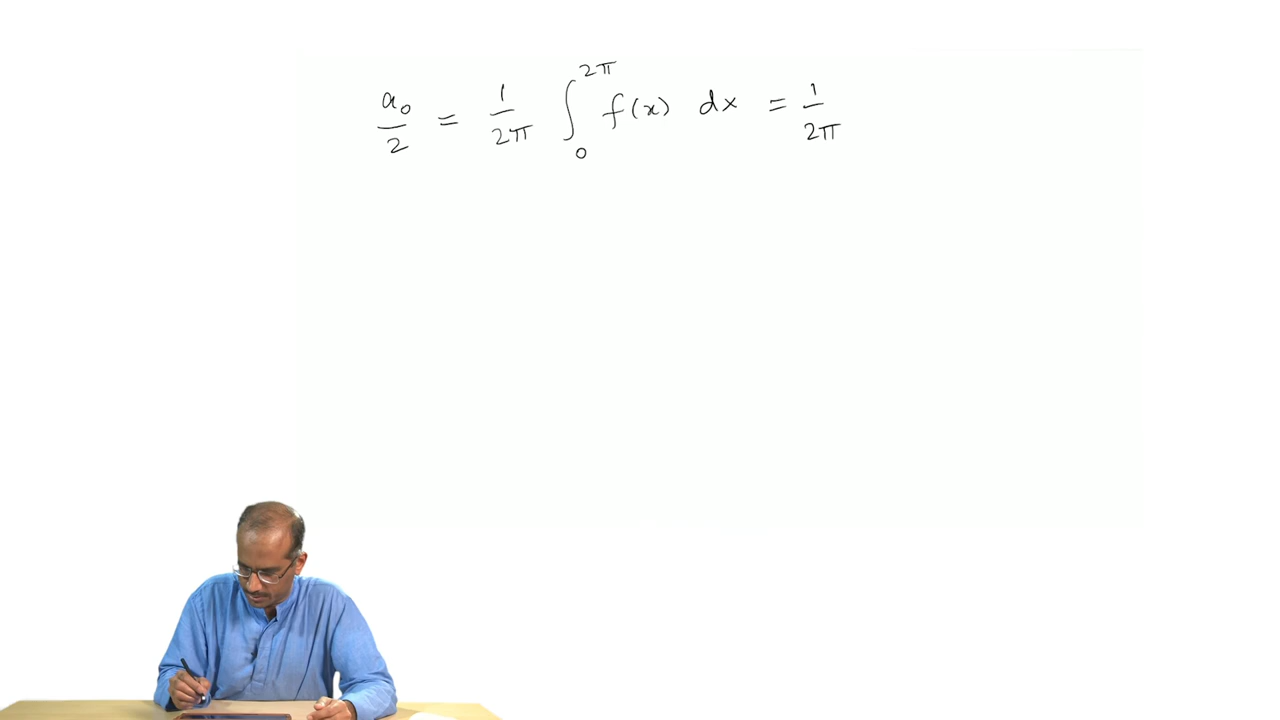 a₀/2 = 1/2π ∫₀^2π f(x) dx = 1/2π